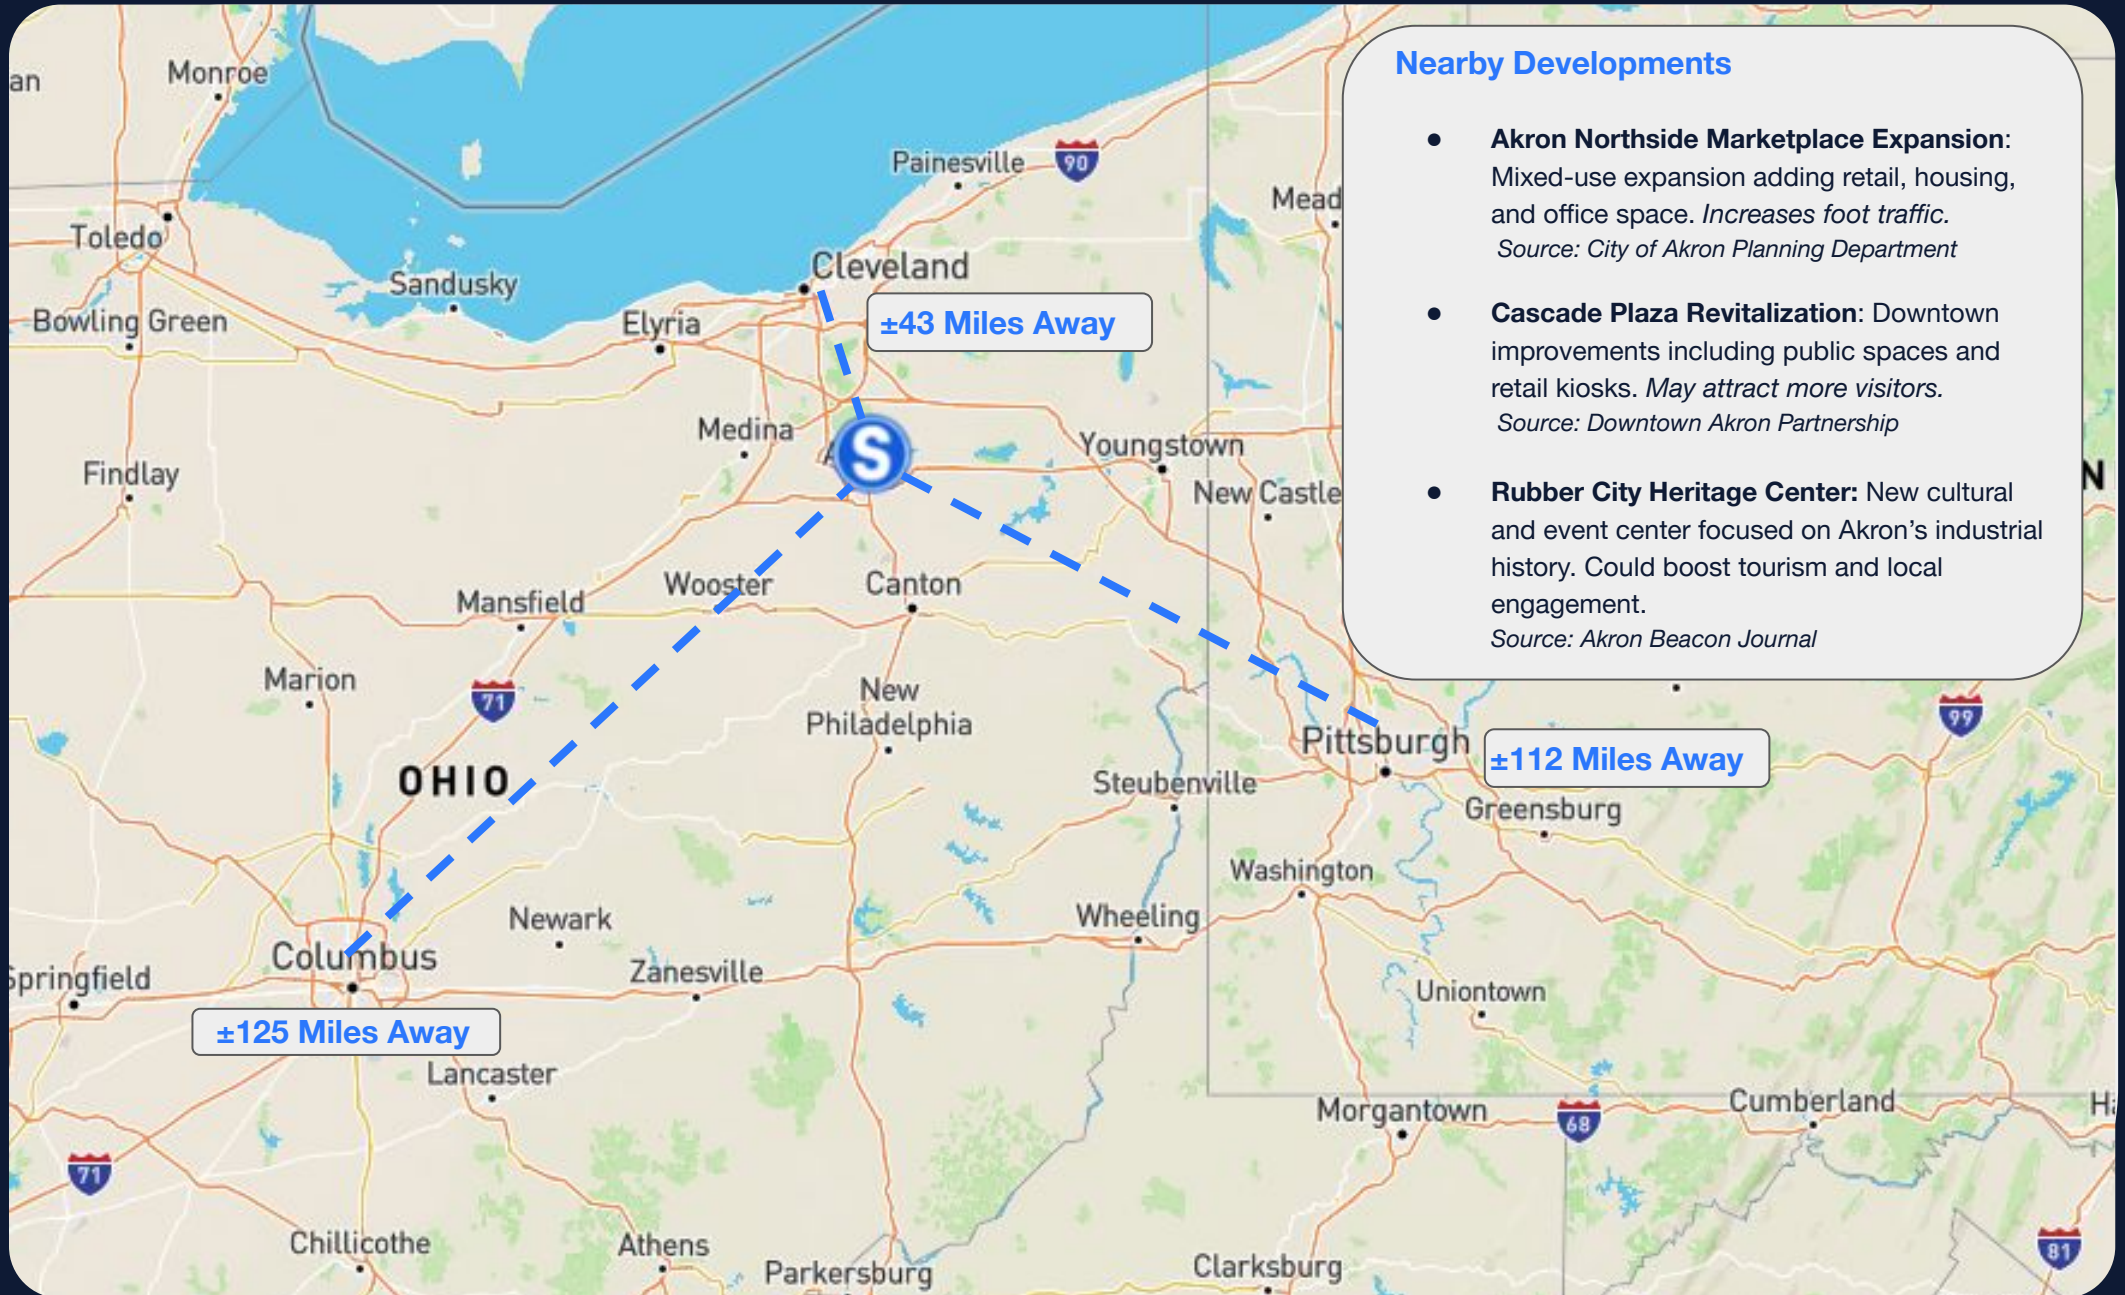 Nearby Developments
● Akron Northside Marketplace Expansion:
Mixed-use expansion adding retail, housing,
and office space. Increases foot traffic.
Source: City of Akron Planning Department
● Cascade Plaza Revitalization: Downtown
improvements including public spaces and
retail kiosks. May attract more visitors.
Source: Downtown Akron Partnership
● Rubber City Heritage Center: New cultural
and event center focused on Akron’s industrial
history. Could boost tourism and local
engagement.
Source: Akron Beacon Journal
an
Monroe
Painesville
90
Mead
Toledo
Cleveland
Sandusky
Bowling Green
Elyria
±43 Miles Away
Medina
Youngstown
S
Findlay
New Castle
N
Wooster
Canton
Mansfield
Marion
New
Philadelphia
71
99
Pittsburgh
±112 Miles Away
OHIO
Steubenville
Greensburg
Washington
Newark
Wheeling
Columbus
Springfield
Zanesville
Uniontown
±125 Miles Away
Lancaster
Morgantown
68
Cumberland
Ha
71
Chillicothe
Athens
81
Parkersburg
Clarksburg